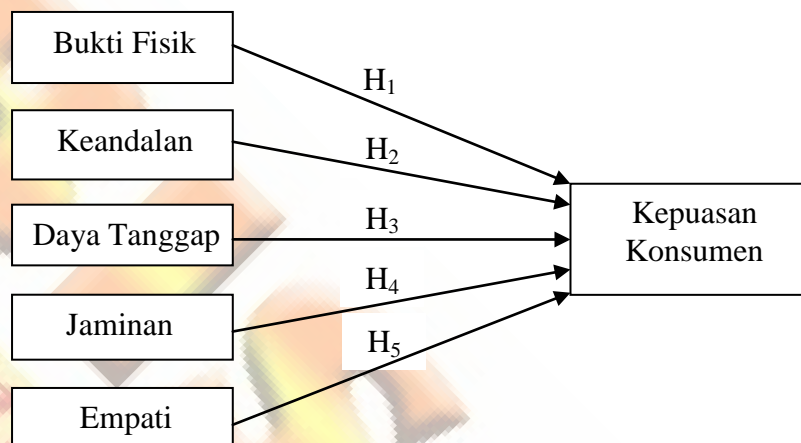 Bukti Fisik
H₁
Keandalan
H₂
Daya Tanggap
H₃
Kepuasan
Konsumen
Jaminan
H₄
Empati
H₅